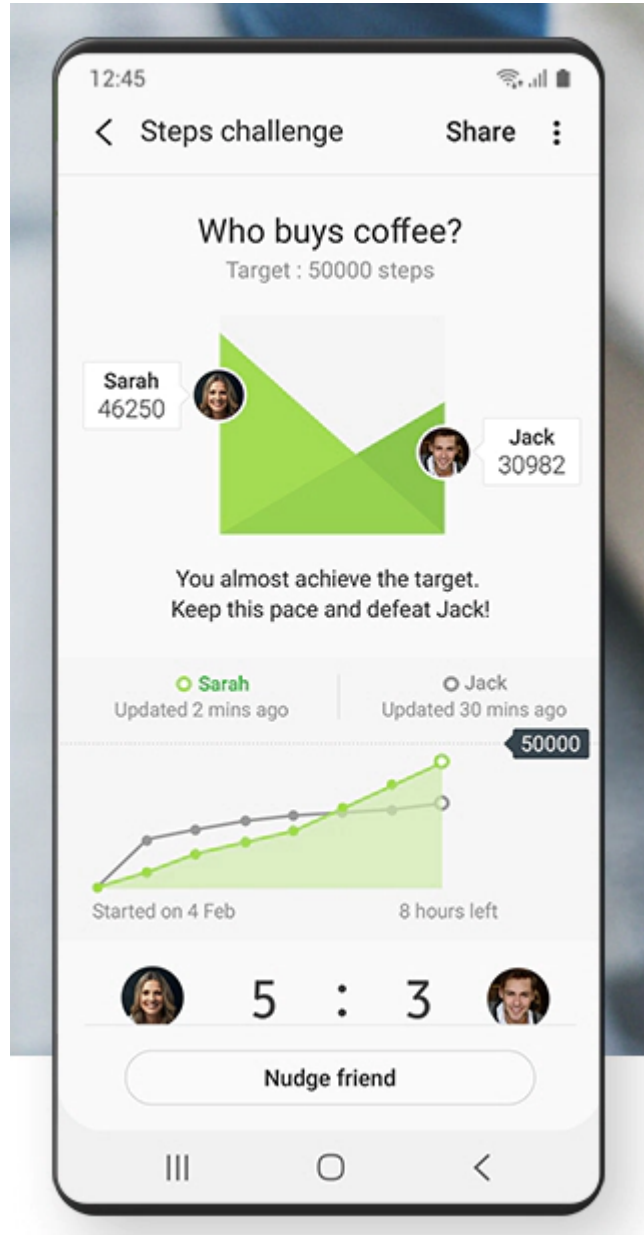 12:45
Steps challenge
Share
Who buys coffee?
Target : 50000 steps
Sarah
46250
Jack
30982
You almost achieve the target.
Keep this pace and defeat Jack!
Sarah
Updated 2 mins ago
Jack
Updated 30 mins ago
50000
Started on 4 Feb
8 hours left
5 : 3
Nudge friend